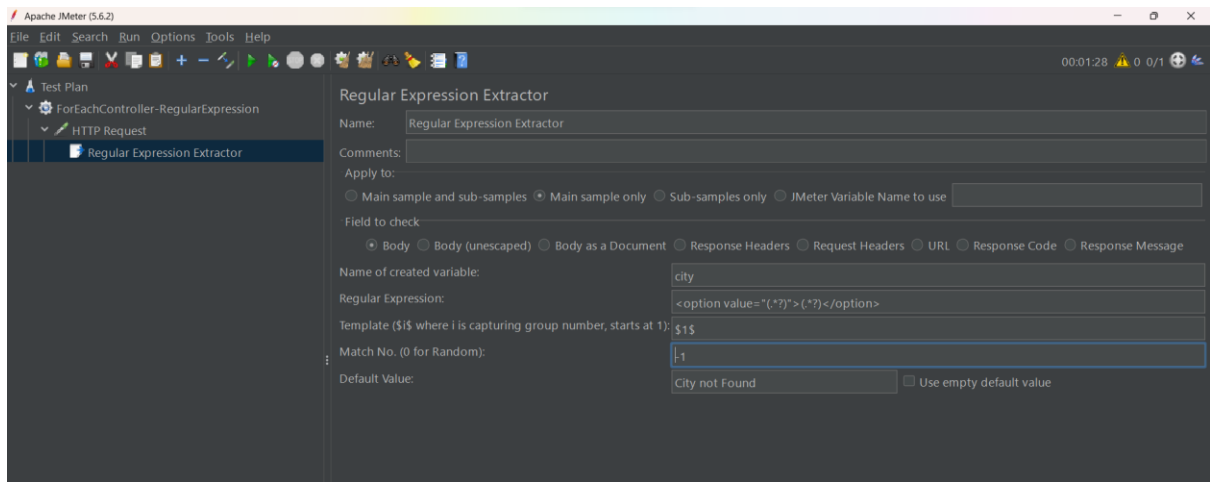 Apache JMeter (5.6.2)
File Edit Search Run Options Tools Help
00:01:28 0 0/1
Test Plan
ForEachController-RegularExpression
HTTP Request
Regular Expression Extractor
Regular Expression Extractor
Name: Regular Expression Extractor
Comments:
Apply to:
Main sample and sub-samples Main sample only Sub-samples only JMeter Variable Name to use
Field to check
Body Body (unescaped) Body as a Document Response Headers Request Headers URL Response Code Response Message
Name of created variable: city
Regular Expression: <option value="(.*?)">(.*?)</option>
Template ($i$ where i is capturing group number, starts at 1): $1$
Match No. (0 for Random): -1
Default Value: City not Found Use empty default value